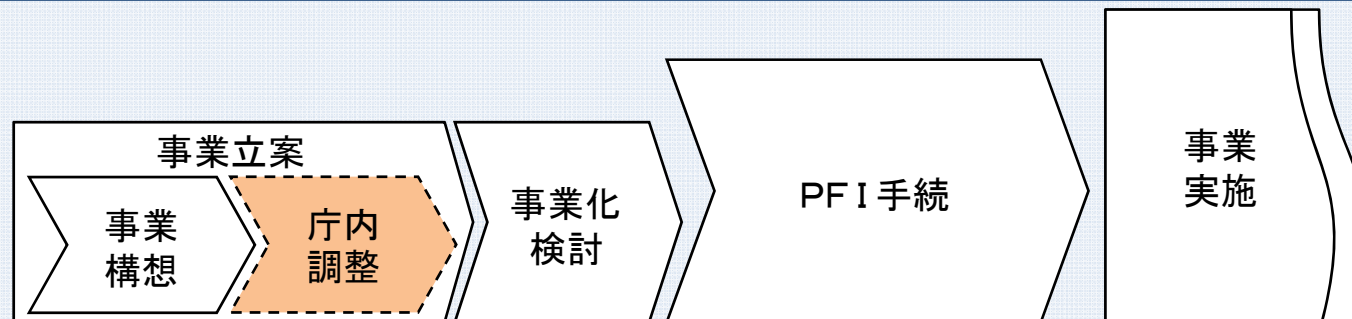 事業立案
事業
構想
庁内
調整
事業化
検討
PFI手続
事業
実施